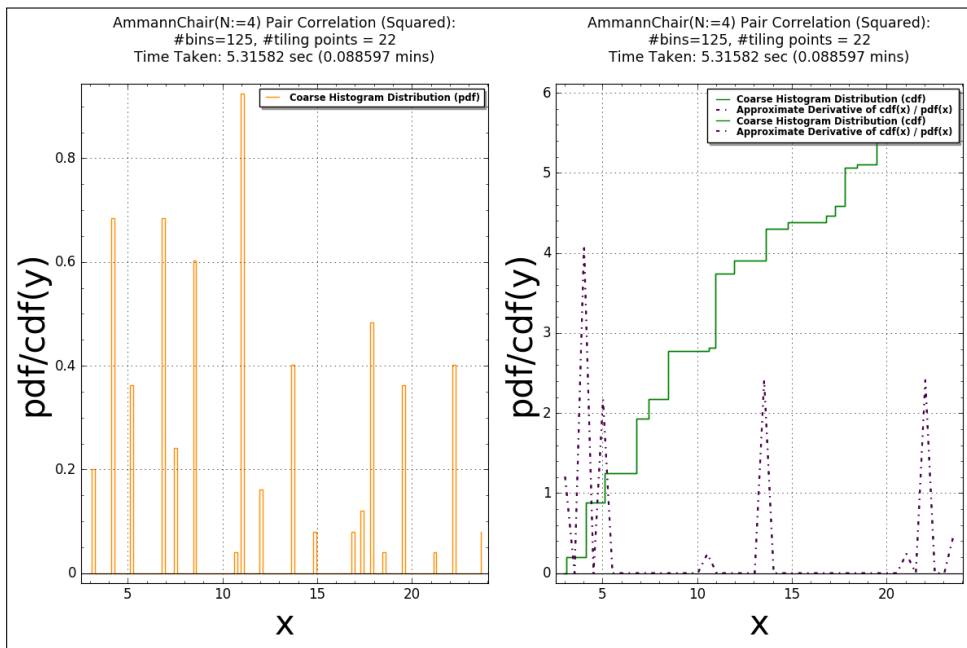 AmmannChair(N:=4) Pair Correlation (Squared):
#bins=125, #tiling points = 22
Time Taken: 5.31582 sec (0.088597 mins)
Coarse Histogram Distribution (pdf)
0.8
0.6
0.4
0.2
0
5
10
15
20
pdf/cdf(y)
x
AmmannChair(N:=4) Pair Correlation (Squared):
#bins=125, #tiling points = 22
Time Taken: 5.31582 sec (0.088597 mins)
Coarse Histogram Distribution (cdf)
Approximate Derivative of cdf(x) / pdf(x)
Coarse Histogram Distribution (cdf)
Approximate Derivative of cdf(x) / pdf(x)
6
5
4
3
2
1
0
5
10
15
20
pdf/cdf(y)
x